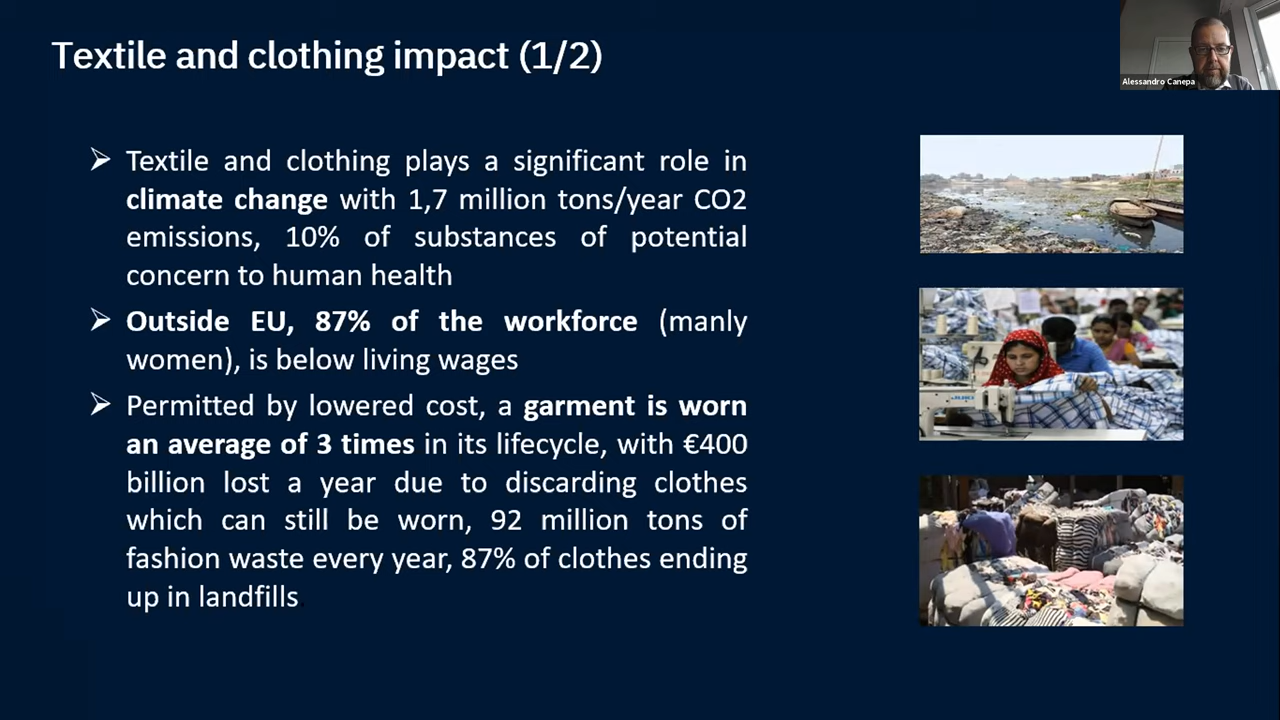 Textile and clothing impact (1/2)
Alessandro Canepa
Textile and clothing plays a significant role in
climate change with 1,7 million tons/year CO2
emissions, 10% of substances of potential
concern to human health
Outside EU, 87% of the workforce (manly
women), is below living wages
Permitted by lowered cost, a garment is worn
an average of 3 times in its lifecycle, with €400
billion lost a year due to discarding clothes
which can still be worn, 92 million tons of
fashion waste every year, 87% of clothes ending
up in landfills
JUKI